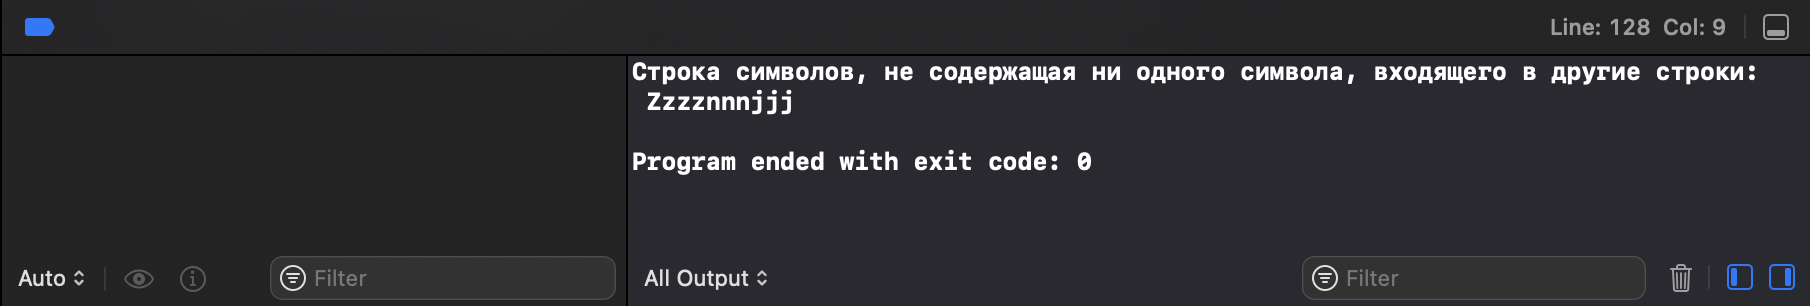 Line: 128 Col: 9
Строка символов, не содержащая ни одного символа, входящего в другие строки:
Zzzznnnjjj
Program ended with exit code: 0
Auto
Filter
All Output
Filter